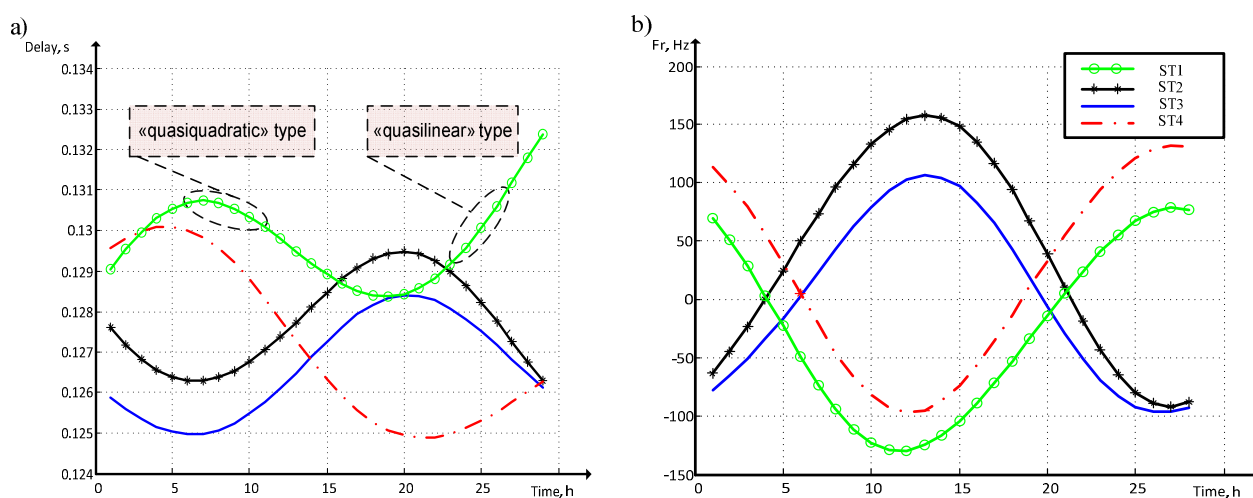 a)
Delay, s
0.134
0.133
0.132
0.131
0.13
0.129
0.128
0.127
0.126
0.125
0.124
0
5
10
15
20
25
Time, h
«quasiquadratic» type
«quasilinear» type
b)
Fr, Hz
200
150
100
50
0
-50
-100
-150
0
5
10
15
20
25
Time, h
ST1
ST2
ST3
ST4